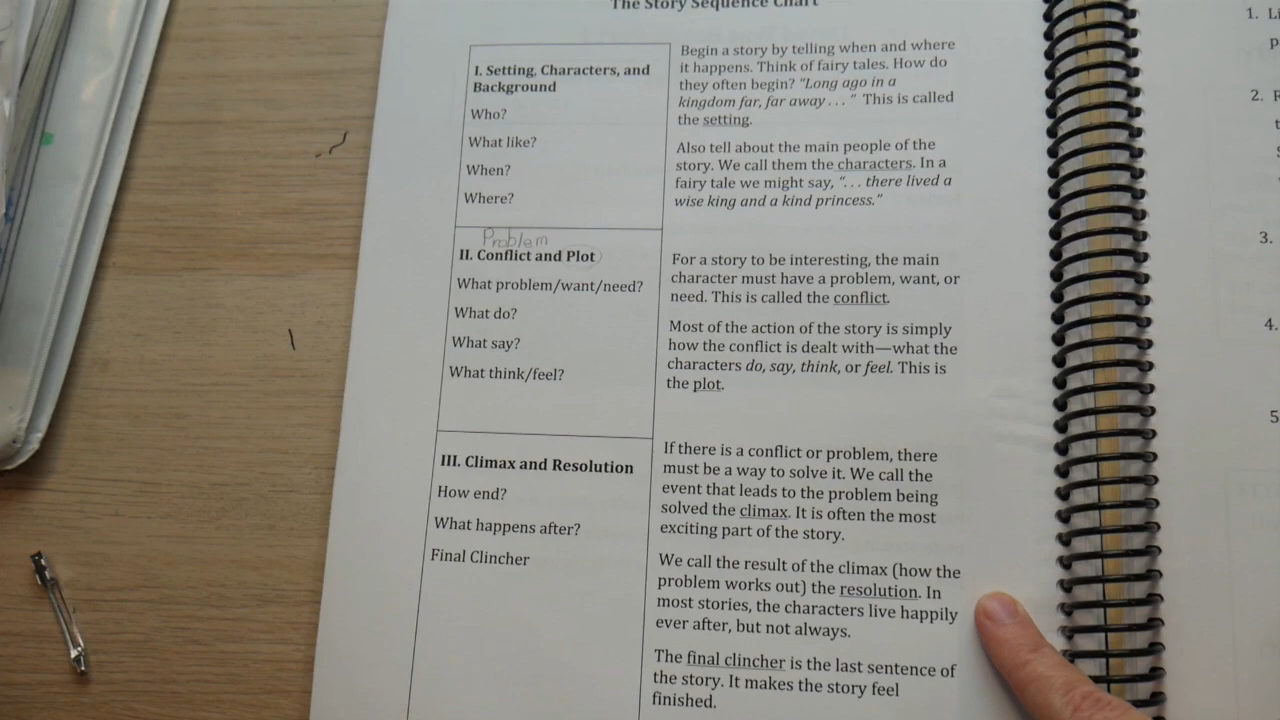 The Story Sequence Chart
I. Setting, Characters, and
Background
Who?
What like?
When?
Where?
Begin a story by telling when and where
it happens. Think of fairy tales. How do
they often begin? “Long ago in a
kingdom far, far away . . . ” This is called
the setting.
Also tell about the main people of the
story. We call them the characters. In a
fairy tale we might say, “. . . there lived a
wise king and a kind princess.”
Problem
II. Conflict and Plot
What problem/want/need?
What do?
What say?
What think/feel?
For a story to be interesting, the main
character must have a problem, want, or
need. This is called the conflict.
Most of the action of the story is simply
how the conflict is dealt with—what the
characters do, say, think, or feel. This is
the plot.
III. Climax and Resolution
How end?
What happens after?
Final Clincher
If there is a conflict or problem, there
must be a way to solve it. We call the
event that leads to the problem being
solved the climax. It is often the most
exciting part of the story.
We call the result of the climax (how the
problem works out) the resolution. In
most stories, the characters live happily
ever after, but not always.
The final clincher is the last sentence of
the story. It makes the story feel
finished.
1.
2.
3.
4.
5